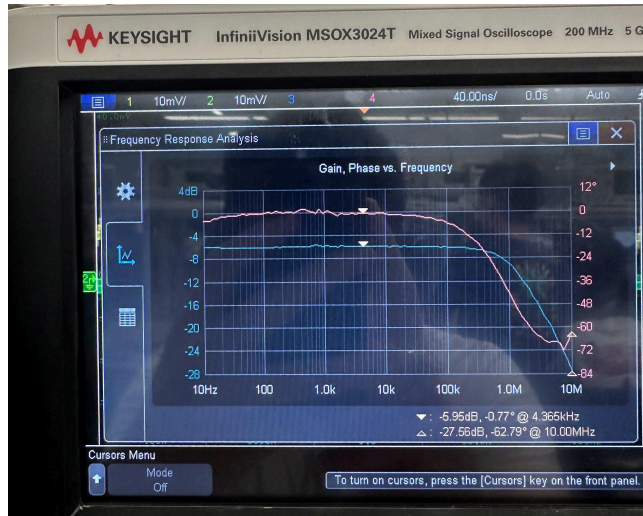 KEYSIGHT InfiniiVision MSOX3024T Mixed Signal Oscilloscope 200 MHz 5 G
1 10mV/ 2 10mV/ 3 4 40.00ns/ 0.0s Auto
Frequency Response Analysis
Gain, Phase vs. Frequency
4dB 12°
0 0
-4 -12
-8 -24
-12 -36
-16 -48
-20 -60
-24 -72
-28 -84
10Hz 100 1.0k 10k 100k 1.0M 10M
: -5.95dB, -0.77° @ 4.365kHz
: -27.56dB, -62.79° @ 10.00MHz
Cursors Menu
Mode
Off
To turn on cursors, press the [Cursors] key on the front panel.